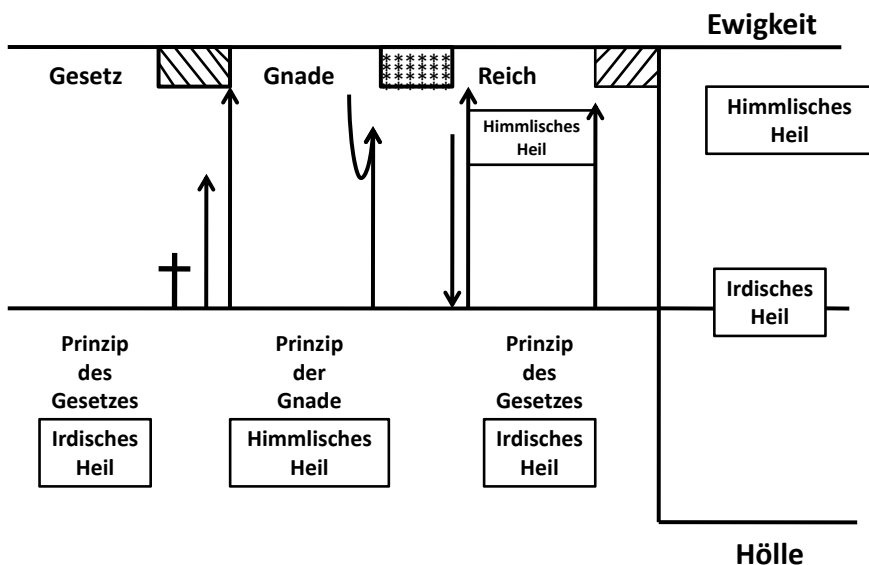 Ewigkeit
Gesetz
Gnade
Reich
Himmlisches
Heil
Himmlisches
Heil
Irdisches
Heil
Prinzip
des
Gesetzes
Irdisches
Heil
Prinzip
der
Gnade
Himmlisches
Heil
Prinzip
des
Gesetzes
Irdisches
Heil
Hölle